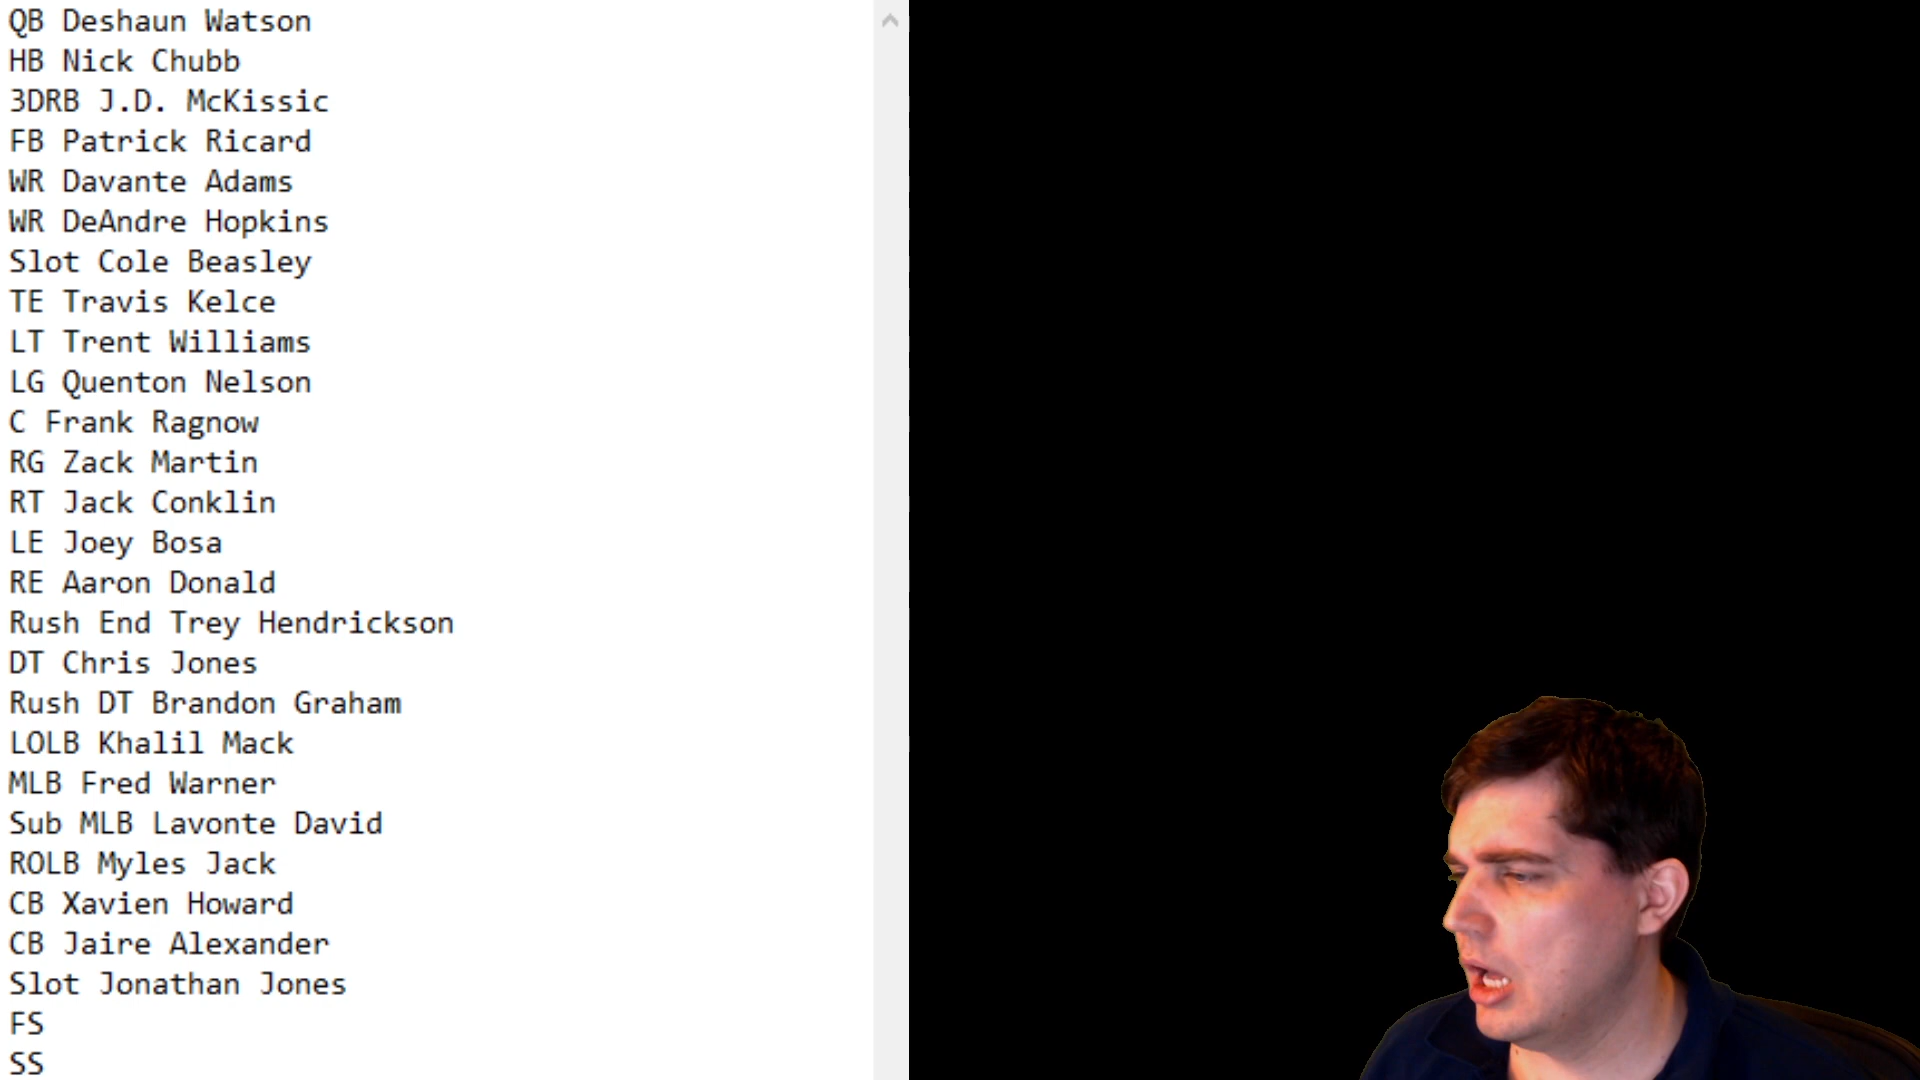 QB Deshaun Watson
HB Nick Chubb
3DRB J.D. McKissic
FB Patrick Ricard
WR Davante Adams
WR DeAndre Hopkins
Slot Cole Beasley
TE Travis Kelce
LT Trent Williams
LG Quenton Nelson
C Frank Ragnow
RG Zack Martin
RT Jack Conklin
LE Joey Bosa
RE Aaron Donald
Rush End Trey Hendrickson
DT Chris Jones
Rush DT Brandon Graham
LOLB Khalil Mack
MLB Fred Warner
Sub MLB Lavonte David
ROLB Myles Jack
CB Xavien Howard
CB Jaire Alexander
Slot Jonathan Jones
FS
SS